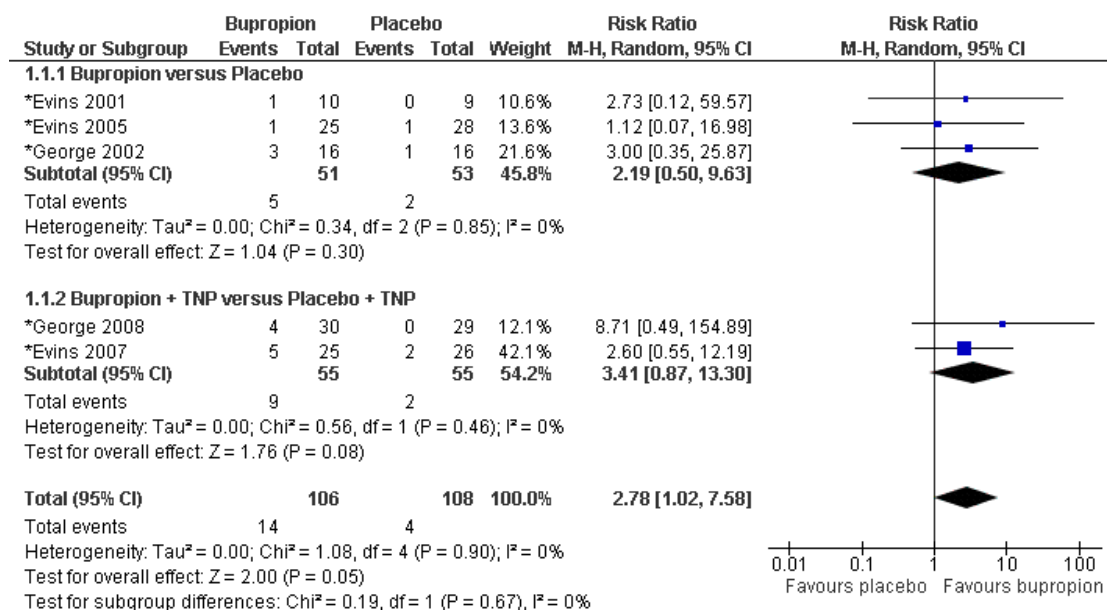 Bupropion Placebo Risk Ratio Risk Ratio
Study or Subgroup Events Total Events Total Weight M-H, Random, 95% CI M-H, Random, 95% CI
1.1.1 Bupropion versus Placebo
*Evins 2001 1 10 0 9 10.6% 2.73 [0.12, 59.57]
*Evins 2005 1 25 1 28 13.6% 1.12 [0.07, 16.98]
*George 2002 3 16 1 16 21.6% 3.00 [0.35, 25.87]
Subtotal (95% CI) 51 53 45.8% 2.19 [0.50, 9.63]
Total events 5 2
Heterogeneity: Tau² = 0.00; Chi² = 0.34, df = 2 (P = 0.85); I² = 0%
Test for overall effect: Z = 1.04 (P = 0.30)
1.1.2 Bupropion + TNP versus Placebo + TNP
*George 2008 4 30 0 29 12.1% 8.71 [0.49, 154.89]
*Evins 2007 5 25 2 26 42.1% 2.60 [0.55, 12.19]
Subtotal (95% CI) 55 55 54.2% 3.41 [0.87, 13.30]
Total events 9 2
Heterogeneity: Tau² = 0.00; Chi² = 0.56, df = 1 (P = 0.46); I² = 0%
Test for overall effect: Z = 1.76 (P = 0.08)
Total (95% CI) 106 108 100.0% 2.78 [1.02, 7.58]
Total events 14 4
Heterogeneity: Tau² = 0.00; Chi² = 1.08, df = 4 (P = 0.90); I² = 0%
Test for overall effect: Z = 2.00 (P = 0.05)
Test for subgroup differences: Chi² = 0.19, df = 1 (P = 0.67), I² = 0%
0.01 0.1 1 10 100
Favours placebo Favours bupropion